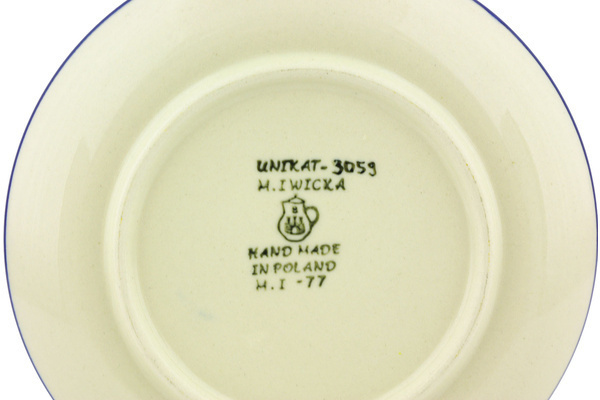 UNIKAT-3059
M.IWICKA
B
HAND MADE
IN POLAND
M.I -77